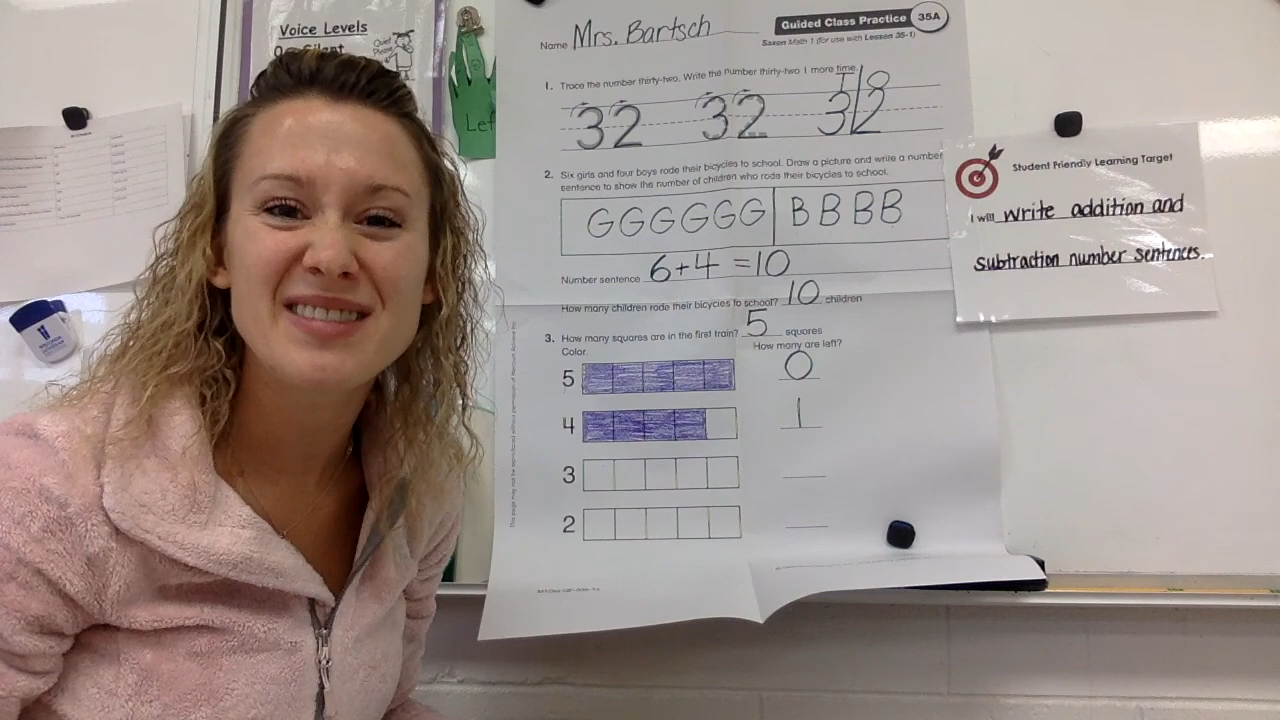 Voice Levels
0 - Silent
Quiet Please
Left
Name Mrs. Bartsch
Guided Class Practice 35A
Saxon Math 1 (for use with Lesson 35-1)
1. Trace the number thirty-two. Write the number thirty-two 1 more time.
32 32 32
2. Six girls and four boys rode their bicycles to school. Draw a picture and write a number
sentence to show the number of children who rode their bicycles to school.
GGGGGG BBBB
Number sentence 6+4=10
How many children rode their bicycles to school? 10 children
3. How many squares are in the first train? 5 squares
Color. How many are left?
5 0
4 1
3
2
Student Friendly Learning Target
I will write addition and
subtraction number sentences.